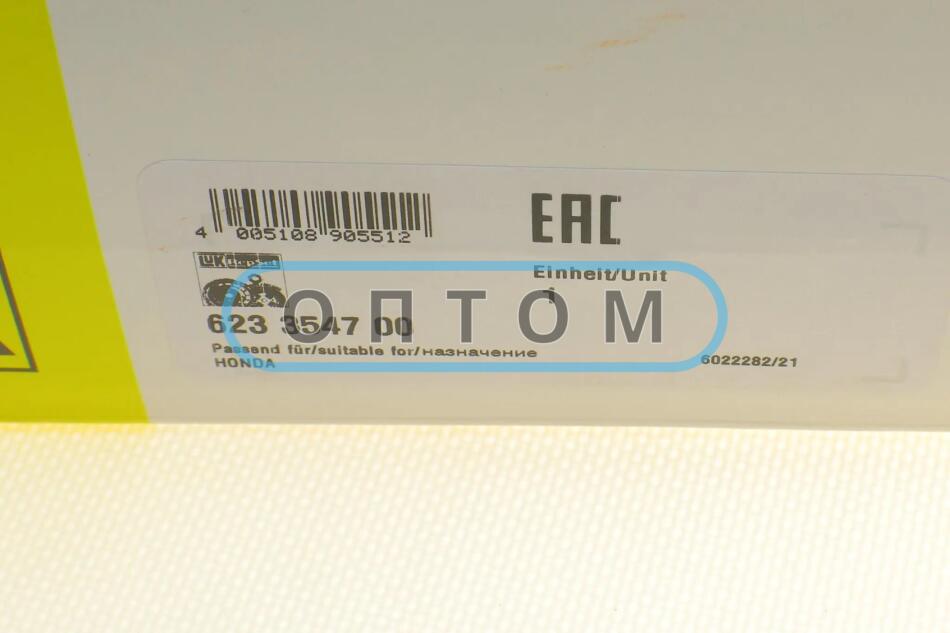 4 005108 905512
EAC
LUK
Einheit/Unit
1
ОПТОМ
623 3547 00
Passend für/suitable for/назначение
HONDA
6022282/21